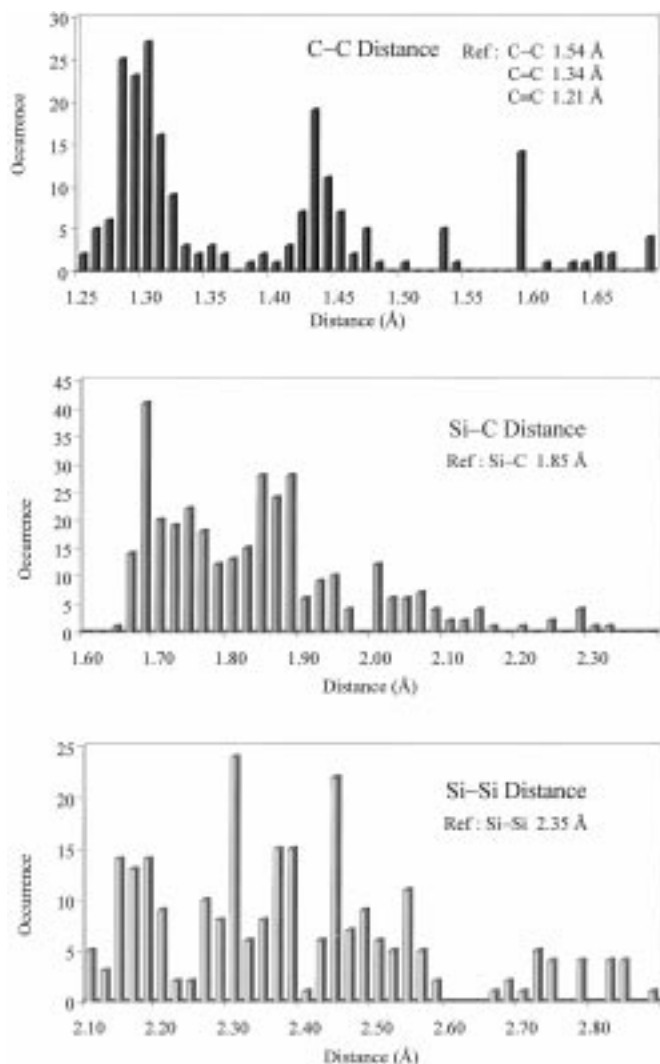 30
25
20
15
10
5
0
Occurrence
C–C Distance
Ref : C–C 1.54 Å
C=C 1.34 Å
C≡C 1.21 Å
1.25 1.30 1.35 1.40 1.45 1.50 1.55 1.60 1.65
Distance (Å)
45
40
35
30
25
20
15
10
5
0
Occurrence
Si–C Distance
Ref : Si–C 1.85 Å
1.60 1.70 1.80 1.90 2.00 2.10 2.20 2.30
Distance (Å)
25
20
15
10
5
0
Occurrence
Si–Si Distance
Ref : Si–Si 2.35 Å
2.10 2.20 2.30 2.40 2.50 2.60 2.70 2.80
Distance (Å)